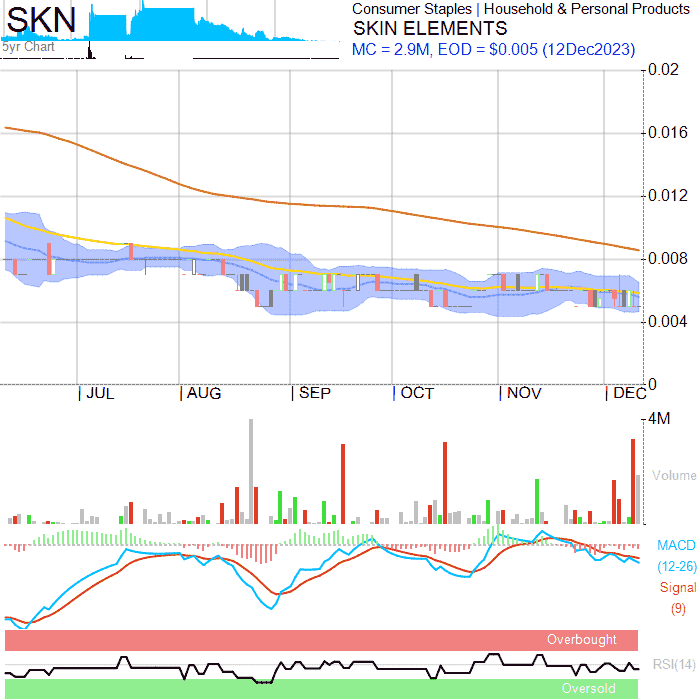 SKN
Consumer Staples | Household & Personal Products
SKIN ELEMENTS
5yr Chart
MC = 2.9M, EOD = $0.005 (12Dec2023)
0.02
0.016
0.012
0.008
0.004
0
JUL AUG SEP OCT NOV DEC
4M
Volume
MACD
(12-26)
Signal
(9)
Overbought
RSI(14)
Oversold